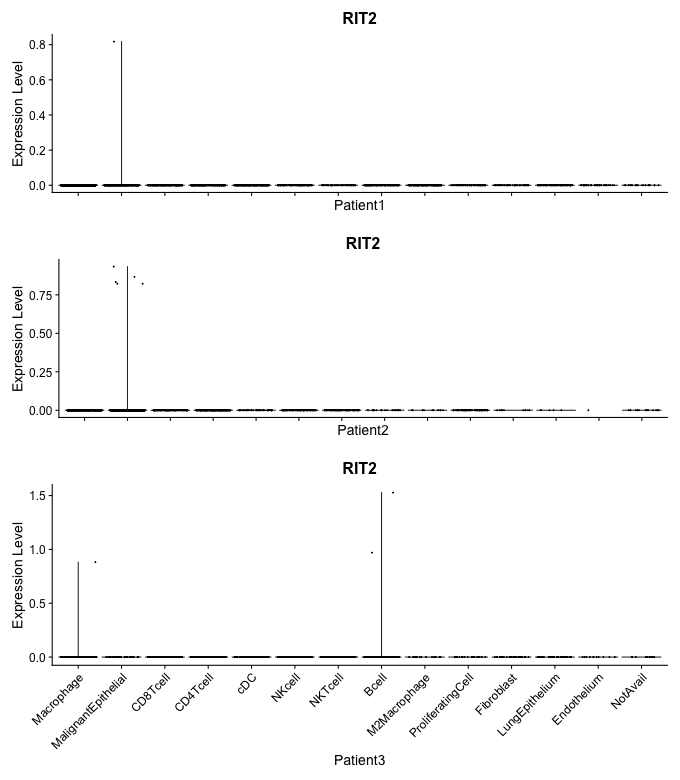 RIT2
Expression Level
0.8
0.6
0.4
0.2
0.0
Patient1
RIT2
Expression Level
0.75
0.50
0.25
0.00
Patient2
RIT2
Expression Level
1.5
1.0
0.5
0.0
Macrophage
MalignantEpithelial
CD8Tcell
CD4Tcell
cDC
NKcell
NKTcell
Bcell
M2Macrophage
ProliferatingCell
Fibroblast
LungEpithelium
Endothelium
NotAvail
Patient3